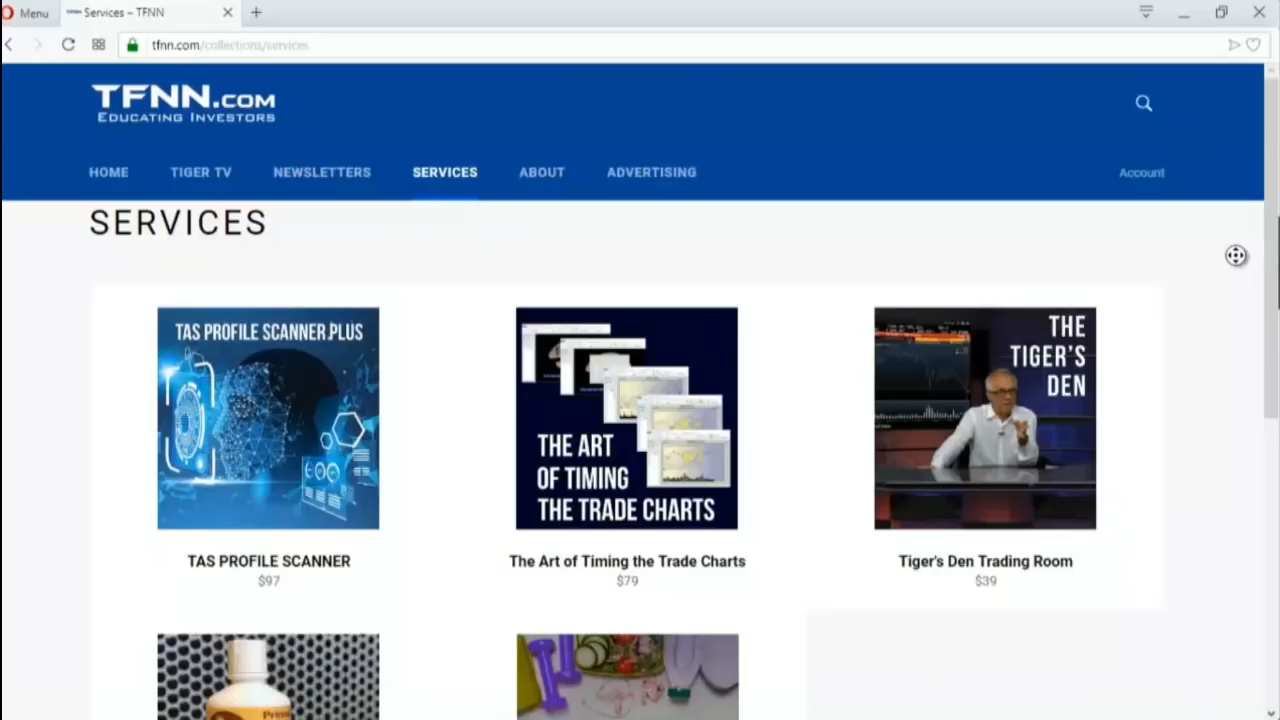 Menu
Services – TFNN
tfnn.com/collections/services
TFNN.COM
EDUCATING INVESTORS
HOME
TIGER TV
NEWSLETTERS
SERVICES
ABOUT
ADVERTISING
Account
SERVICES
TAS PROFILE SCANNER PLUS
THE ART
OF TIMING
THE TRADE CHARTS
THE
TIGER'S
DEN
TAS PROFILE SCANNER
$97
The Art of Timing the Trade Charts
$79
Tiger's Den Trading Room
$39